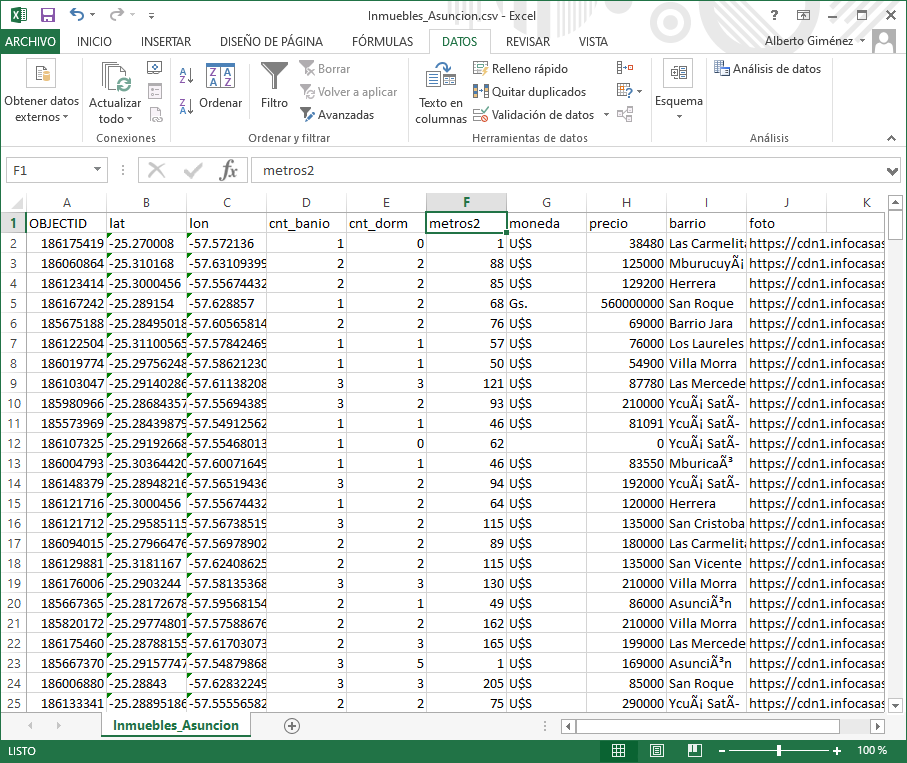 Inmuebles_Asuncion.csv - Excel
ARCHIVO INICIO INSERTAR DISEÑO DE PÁGINA FÓRMULAS DATOS REVISAR VISTA Alberto Giménez
Obtener datos externos
Actualizar todo
Conexiones
Ordenar
Filtro
Borrar
Volver a aplicar
Avanzadas
Ordenar y filtrar
Texto en columnas
Relleno rápido
Quitar duplicados
Validación de datos
Herramientas de datos
Esquema
Análisis de datos
Análisis
F1 fx metros2
A B C D E F G H I J K
1 OBJECTID lat lon cnt_banio cnt_dorm metros2 moneda precio barrio foto
2 186175419 -25.270008 -57.572136 1 0 1 U$S 38480 Las Carmelita https://cdn1.infocasas
3 186060864 -25.310168 -57.63109399 2 2 88 U$S 125000 MburucuyÃ¡ https://cdn1.infocasas
4 186123414 -25.3000456 -57.55674432 2 2 85 U$S 129200 Herrera https://cdn1.infocasas
5 186167242 -25.289154 -57.628857 1 2 68 Gs. 560000000 San Roque https://cdn1.infocasas
6 185675188 -25.28495018 -57.60565814 2 2 76 U$S 69000 Barrio Jara https://cdn1.infocasas
7 186122504 -25.31100565 -57.57842469 1 1 57 U$S 76000 Los Laureles https://cdn1.infocasas
8 186019774 -25.29756248 -57.58621230 1 1 50 U$S 54900 Villa Morra https://cdn1.infocasas
9 186103047 -25.29140286 -57.61138208 3 3 121 U$S 87780 Las Mercede https://cdn1.infocasas
10 185980966 -25.28684357 -57.55694389 3 2 93 U$S 210000 YcuÃ¡ SatÃ- https://cdn1.infocasas
11 185573969 -25.28439879 -57.54912562 1 1 46 U$S 81091 YcuÃ¡ SatÃ- https://cdn1.infocasas
12 186107325 -25.29192668 -57.55468013 1 0 62 0 YcuÃ¡ SatÃ- https://cdn1.infocasas
13 186004793 -25.30364420 -57.60071649 1 1 46 U$S 83550 MburicaÃ³ https://cdn1.infocasas
14 186148379 -25.28948216 -57.56519436 3 2 94 U$S 192000 YcuÃ¡ SatÃ- https://cdn1.infocasas
15 186121716 -25.3000456 -57.55674432 1 2 64 U$S 120000 Herrera https://cdn1.infocasas
16 186121712 -25.29585115 -57.56738519 3 2 115 U$S 135000 San Cristoba https://cdn1.infocasas
17 186094015 -25.27966476 -57.56978902 2 2 89 U$S 180000 Las Carmelita https://cdn1.infocasas
18 186129881 -25.3181167 -57.62408625 2 2 115 U$S 135000 San Vicente https://cdn1.infocasas
19 186176006 -25.2903244 -57.58135368 3 3 130 U$S 210000 Villa Morra https://cdn1.infocasas
20 185667365 -25.28172678 -57.59568154 2 1 49 U$S 86000 AsunciÃ³n https://cdn1.infocasas
21 185820172 -25.29774801 -57.57588676 2 2 162 U$S 210000 Villa Morra https://cdn1.infocasas
22 186175460 -25.28788155 -57.61703073 2 3 165 U$S 199000 Las Mercede https://cdn1.infocasas
23 185667370 -25.29157747 -57.54879868 3 5 1 U$S 169000 AsunciÃ³n https://cdn1.infocasas
24 186006880 -25.28843 -57.62832249 3 3 205 U$S 85000 San Roque https://cdn1.infocasas
25 186133341 -25.28895186 -57.55556582 2 2 75 U$S 290000 YcuÃ¡ SatÃ- https://cdn1.infocasas
Inmuebles_Asuncion
LISTO 100 %